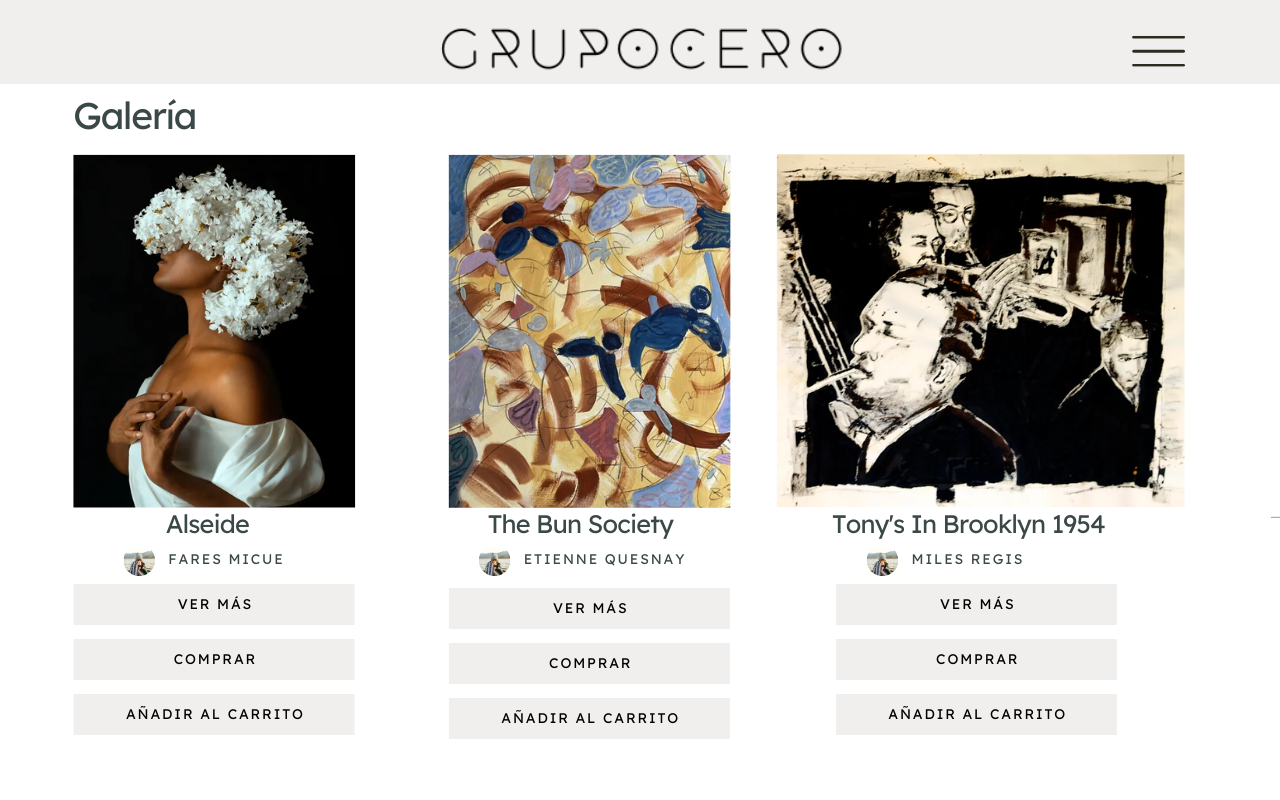 GRUPOCERO
Galería
Alseide
FARES MICUE
VER MÁS
COMPRAR
AÑADIR AL CARRITO
The Bun Society
ETIENNE QUESNAY
VER MÁS
COMPRAR
AÑADIR AL CARRITO
Tony's In Brooklyn 1954
MILES REGIS
VER MÁS
COMPRAR
AÑADIR AL CARRITO